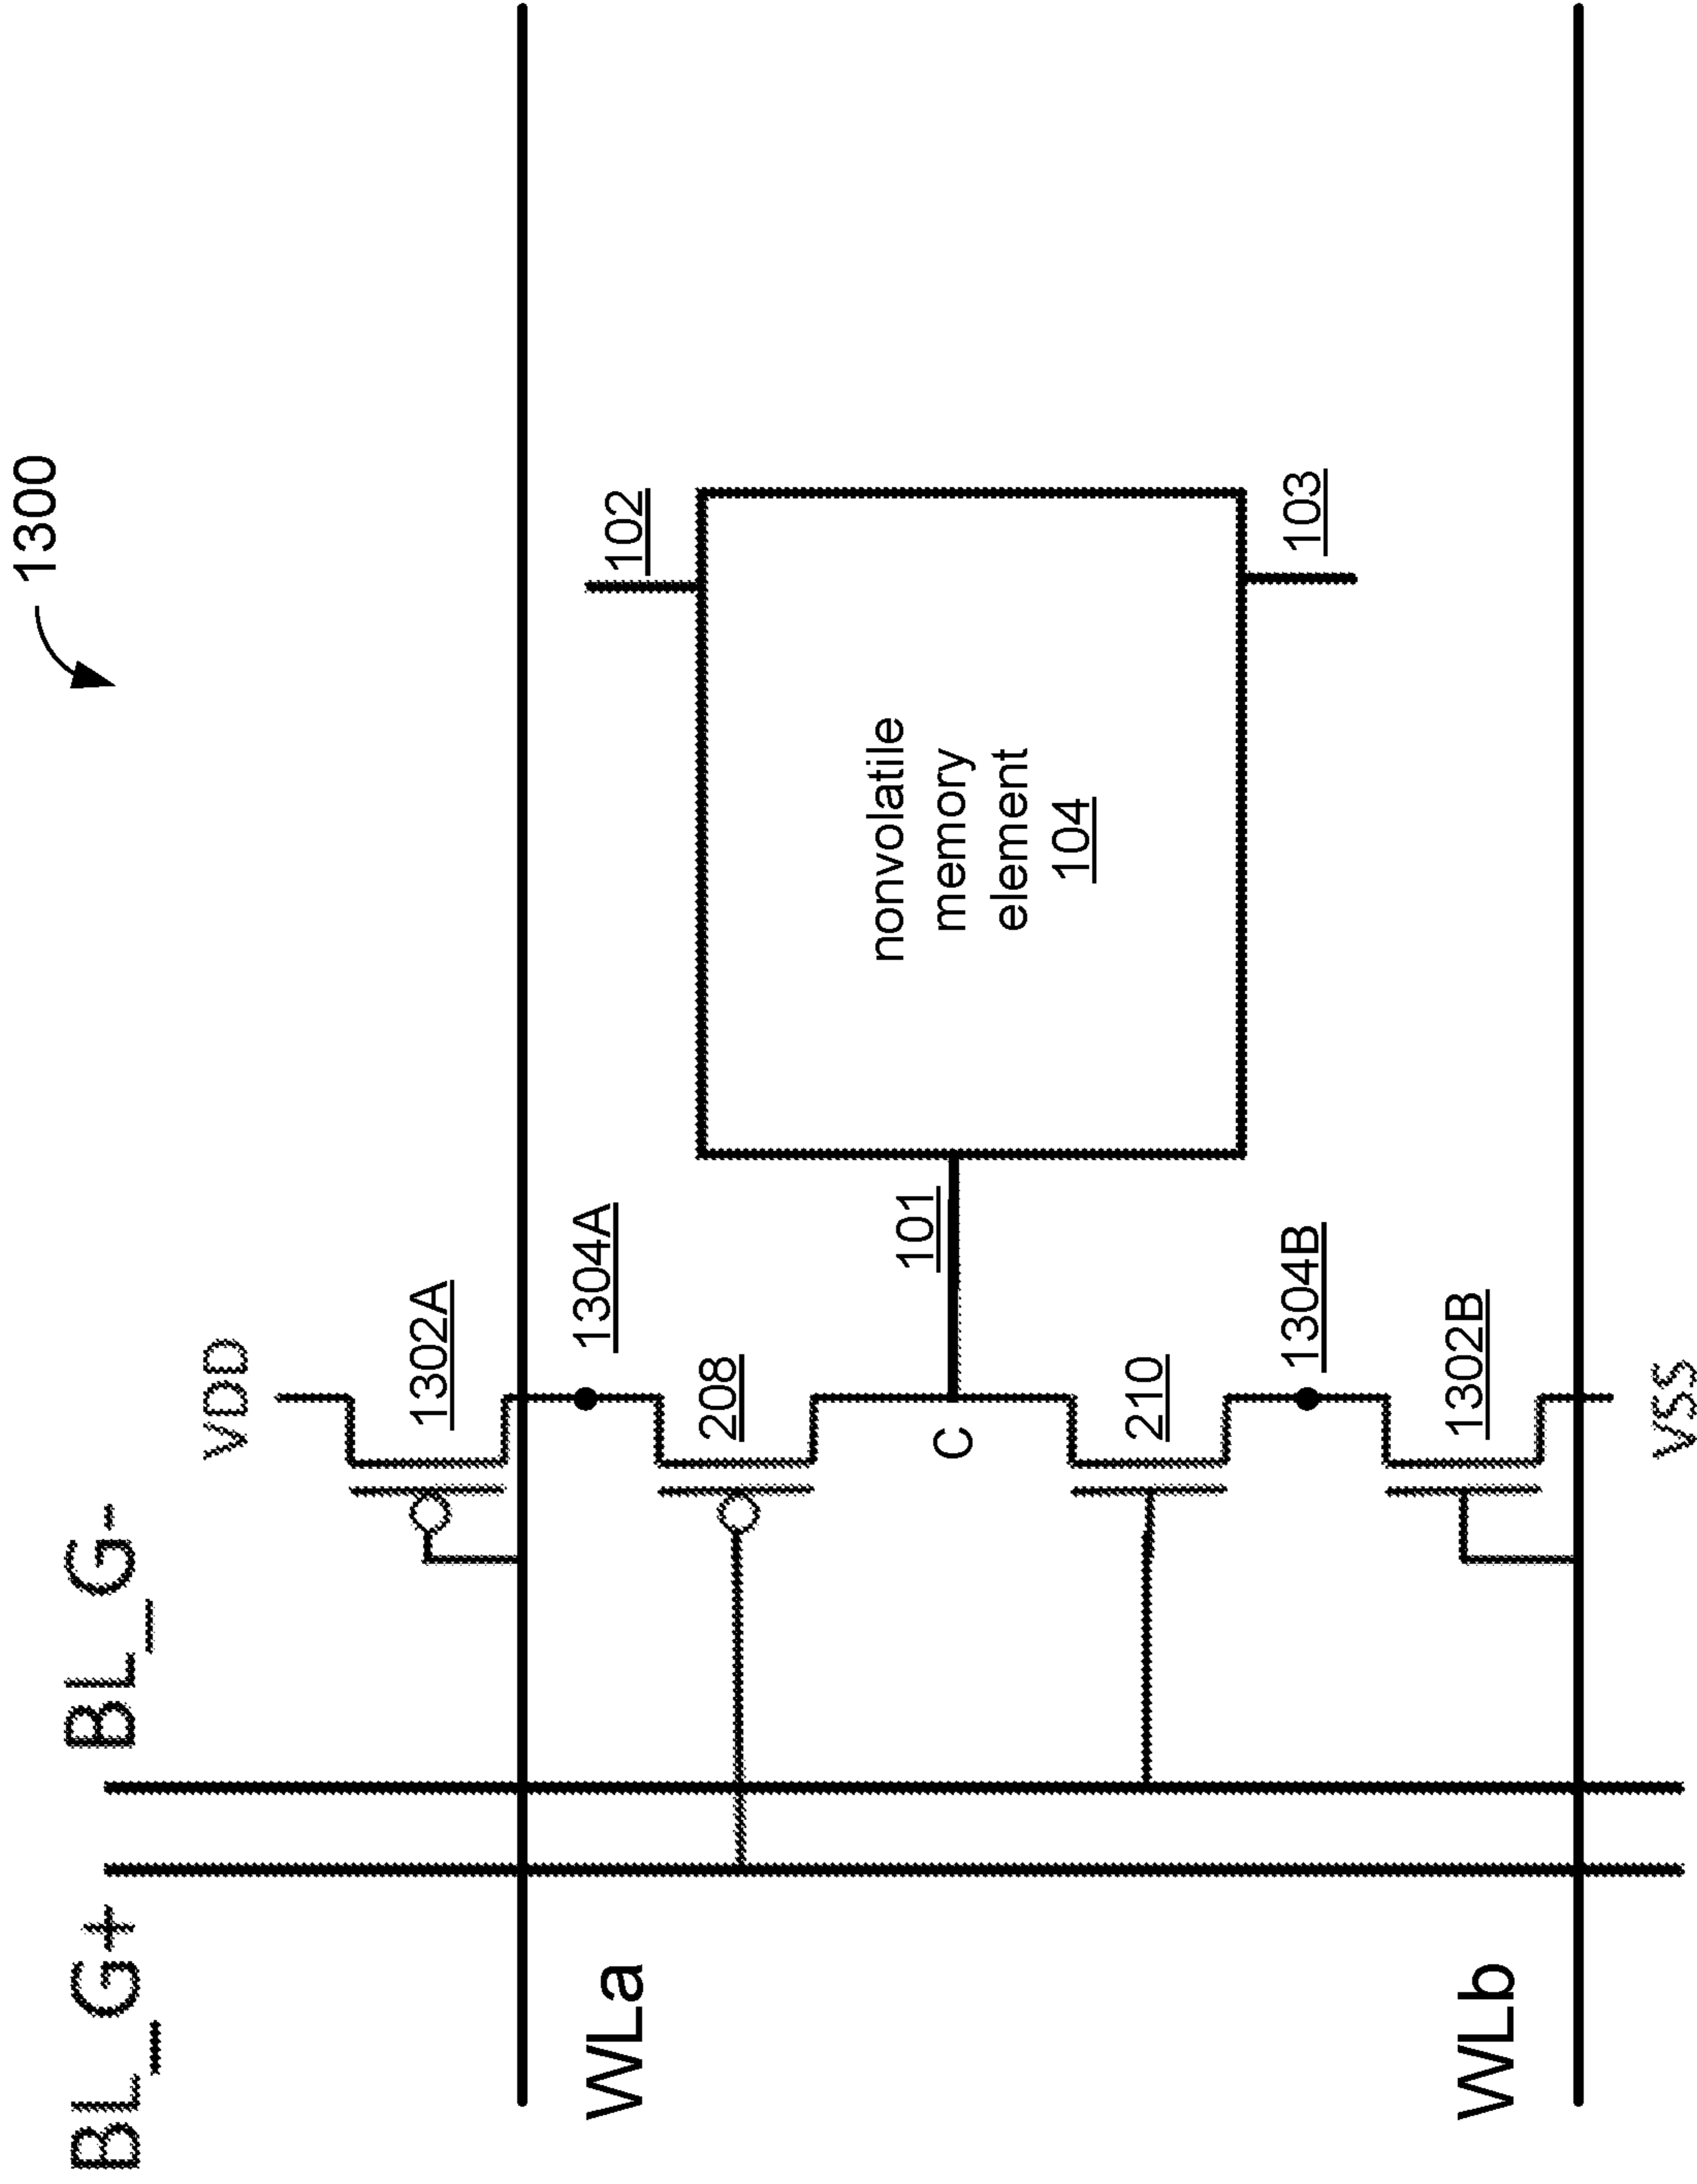 1300
BL_G+
BL_G-
VDD
1302A
WLa
1304A
102
208
101
C
nonvolatile
memory
element
104
210
1304B
103
1302B
WLb
VSS